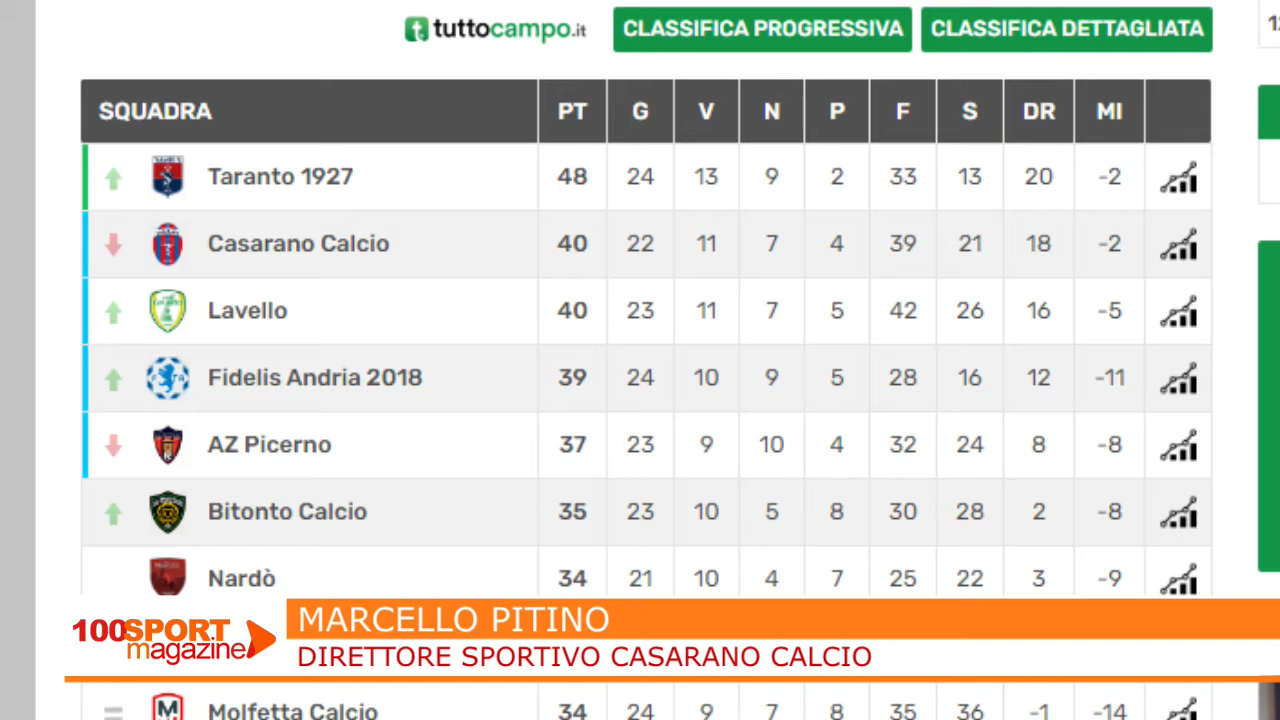 tuttocampo.it CLASSIFICA PROGRESSIVA CLASSIFICA DETTAGLIATA
SQUADRA PT G V N P F S DR MI
Taranto 1927 48 24 13 9 2 33 13 20 -2
Casarano Calcio 40 22 11 7 4 39 21 18 -2
Lavello 40 23 11 7 5 42 26 16 -5
Fidelis Andria 2018 39 24 10 9 5 28 16 12 -11
AZ Picerno 37 23 9 10 4 32 24 8 -8
Bitonto Calcio 35 23 10 5 8 30 28 2 -8
Nardò 34 21 10 4 7 25 22 3 -9
100SPORT
magazine
MARCELLO PITINO
DIRETTORE SPORTIVO CASARANO CALCIO
Molfetta Calcio 34 24 9 7 8 35 36 -1 -14